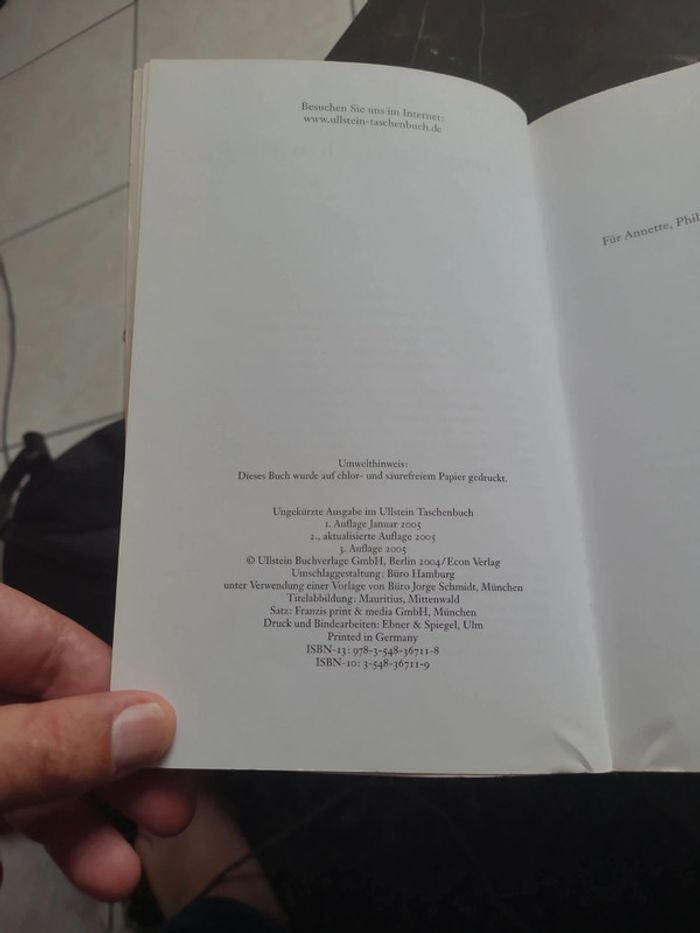 Besuchen Sie uns im Internet:
www.ullstein-taschenbuch.de
Umwelthinweis:
Dieses Buch wurde auf chlor- und säurefreiem Papier gedruckt.
Ungekürzte Ausgabe im Ullstein Taschenbuch
1. Auflage Januar 2005
2., aktualisierte Auflage 2005
3. Auflage 2005
© Ullstein Buchverlage GmbH, Berlin 2004/Econ Verlag
Umschlaggestaltung: Büro Hamburg
unter Verwendung einer Vorlage von Büro Jorge Schmidt, München
Titelabbildung: Mauritius, Mittenwald
Satz: Franzis print & media GmbH, München
Druck und Bindearbeiten: Ebner & Spiegel, Ulm
Printed in Germany
ISBN-13: 978-3-548-36711-8
ISBN-10: 3-548-36711-9
Für Annette,